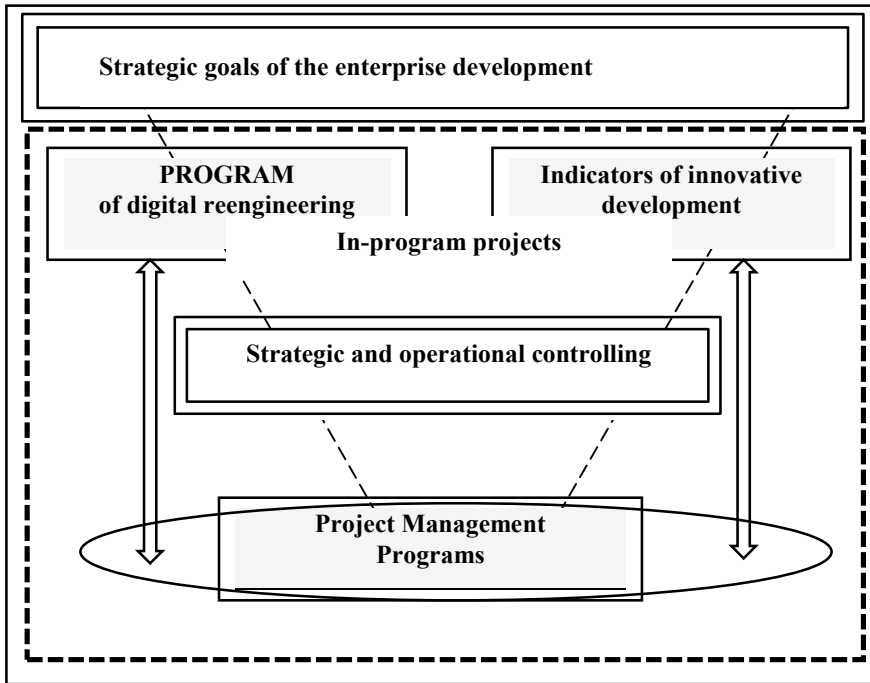 Strategic goals of the enterprise development
PROGRAM
of digital reengineering
Indicators of innovative
development
In-program projects
Strategic and operational controlling
Project Management
Programs